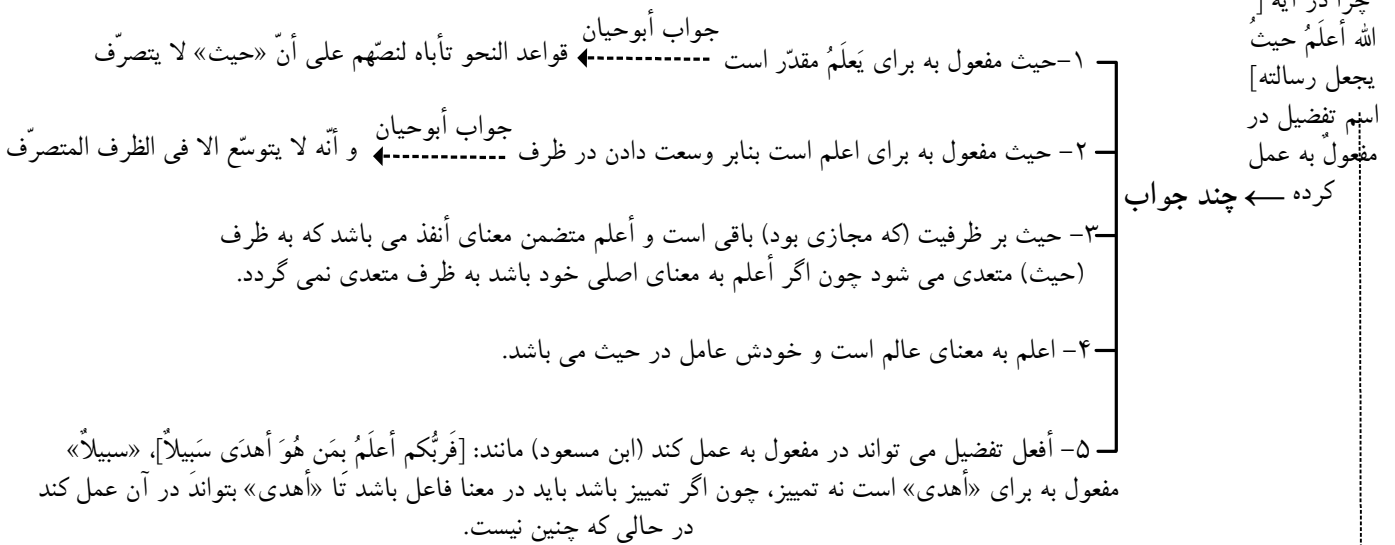 چرا در آیه [
الله أعلَمُ حیثُ
یجعل رسالته]
اسم تفضیل در
مفعولٌ به عمل
کرده ← چند جواب
۱-حیث مفعول به برای یَعلَمُ مقدّر است جواب أبوحیان قواعد النحو تأباه لنصّهم علی أنّ «حیث» لا یتصرّف
۲- حیث مفعول به برای اعلم است بنابر وسعت دادن در ظرف جواب أبوحیان و أنّه لا یتوسّع الا فی الظرف المتصرّف
۳- حیث بر ظرفیت (که مجازی بود) باقی است و أعلم متضمن معنای أنفذ می باشد که به ظرف
(حیث) متعدی می شود چون اگر أعلم به معنای اصلی خود باشد به ظرف متعدی نمی گردد.
۴- اعلم به معنای عالم است و خودش عامل در حیث می باشد.
۵- أفعل تفضیل می تواند در مفعول به عمل کند (ابن مسعود) مانند: [فَربُّکم أعلَمُ بِمَن هُوَ أهدَی سَبیلاً]، «سبیلاً»
مفعول به برای «أهدی» است نه تمییز، چون اگر تمییز باشد باید در معنا فاعل باشد تا «أهدی» بتواند در آن عمل کند
در حالی که چنین نیست.